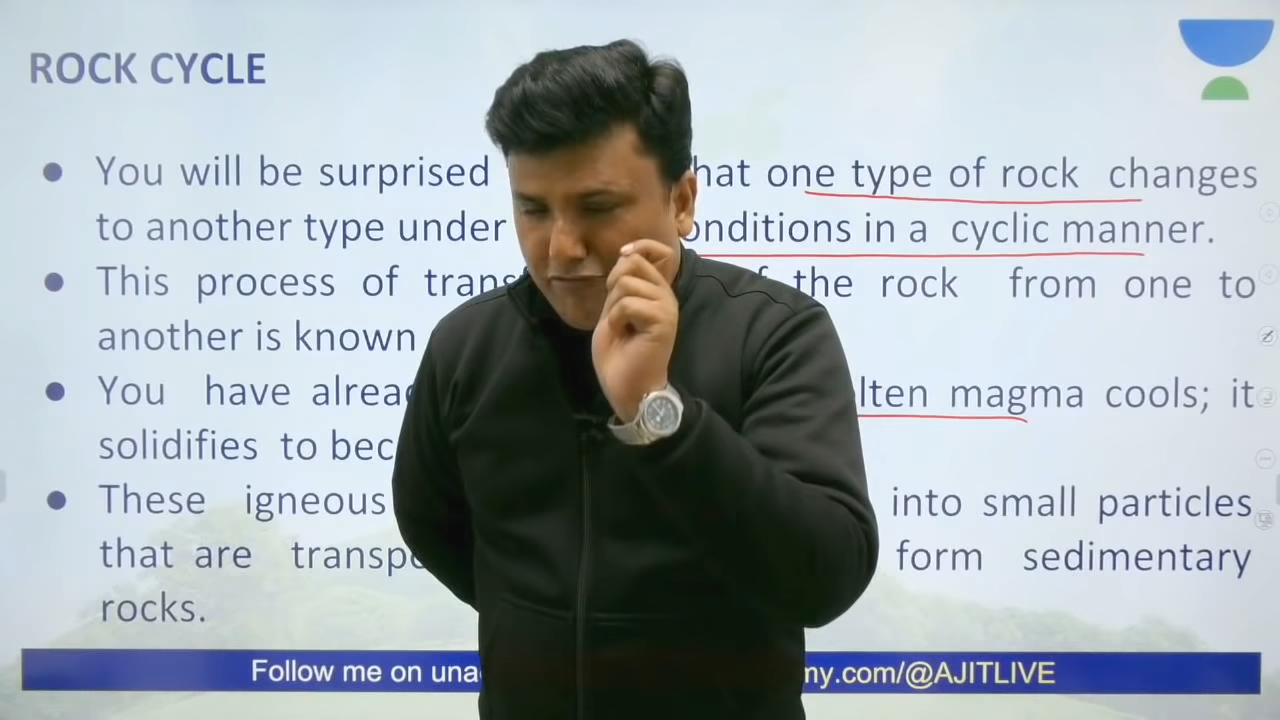 ROCK CYCLE
● You will be surprised hat one type of rock changes
to another type under onditions in a cyclic manner.
● This process of trans the rock from one to
another is known
● You have alrea lten magma cools; it
solidifies to bec
● These igneous into small particles
that are transp form sedimentary
rocks.
Follow me on una my.com/@AJITLIVE